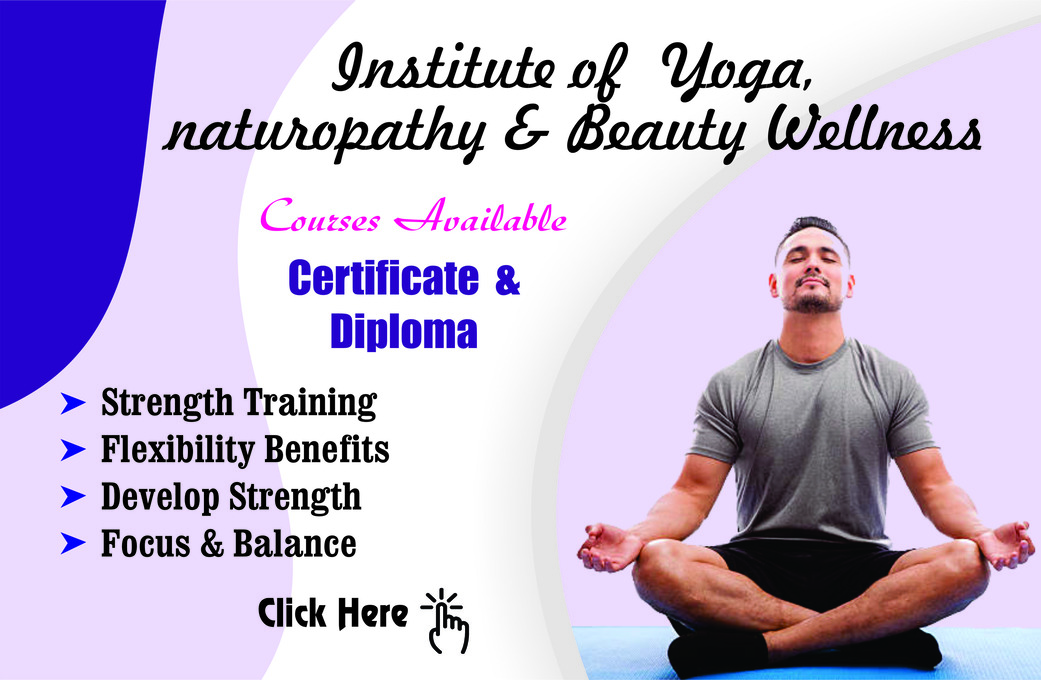 Institute of Yoga,
naturopathy & Beauty Wellness
Courses Available
Certificate &
Diploma
Strength Training
Flexibility Benefits
Develop Strength
Focus & Balance
Click Here